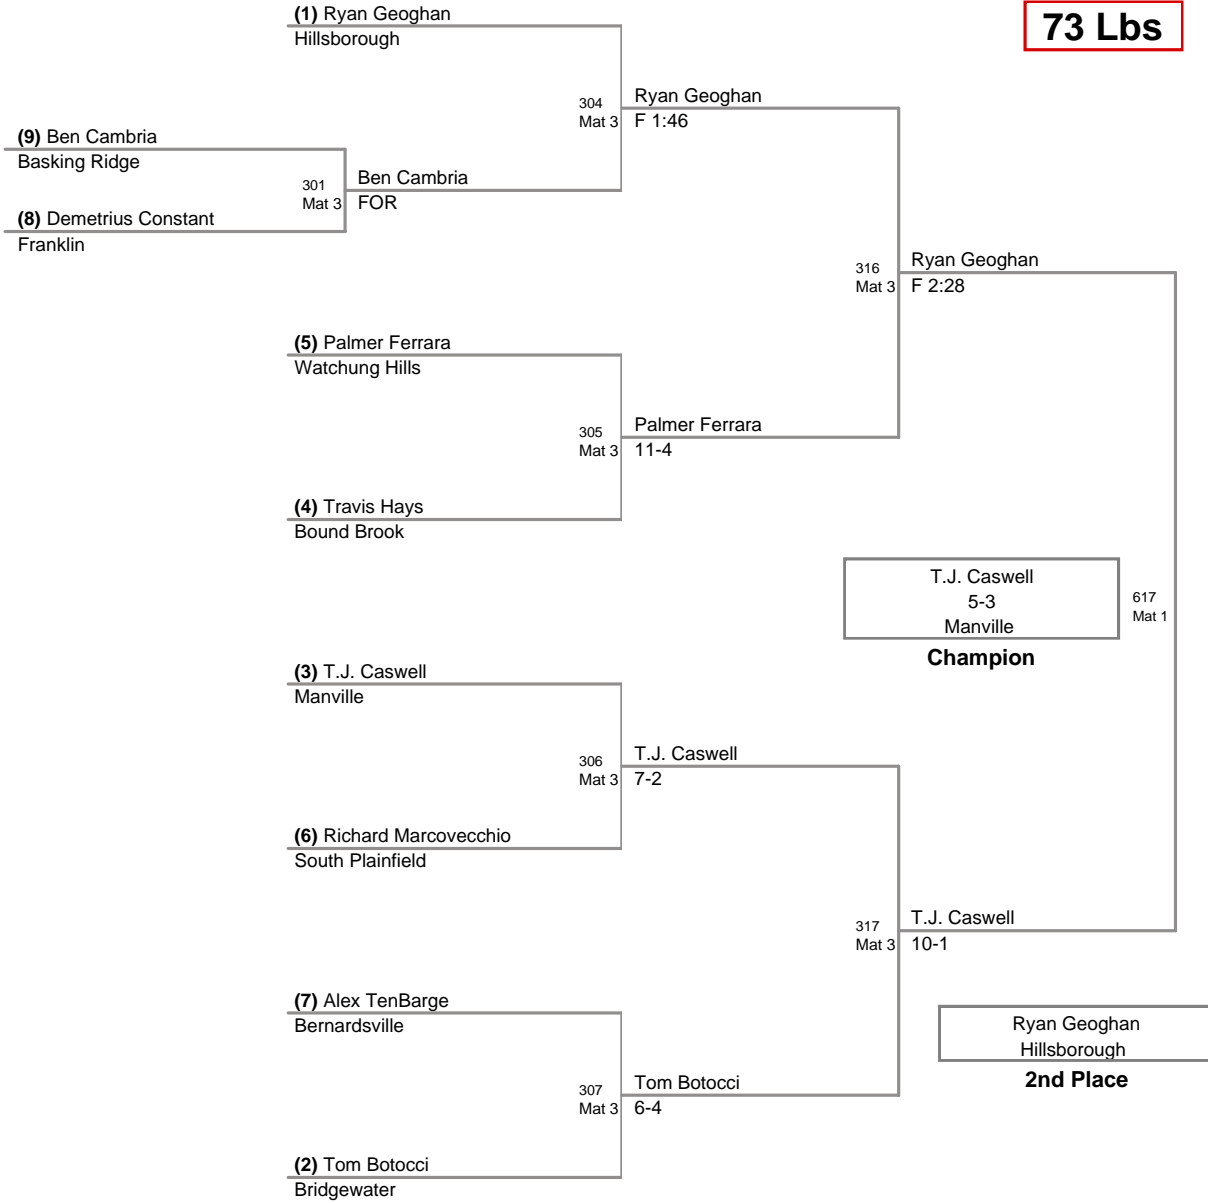 (1) Ryan Geoghan
Hillsborough
73 Lbs
304
Mat 3
Ryan Geoghan
F 1:46
(9) Ben Cambria
Basking Ridge
301
Mat 3
Ben Cambria
FOR
(8) Demetrius Constant
Franklin
316
Mat 3
Ryan Geoghan
F 2:28
(5) Palmer Ferrara
Watchung Hills
305
Mat 3
Palmer Ferrara
11-4
(4) Travis Hays
Bound Brook
T.J. Caswell
5-3
Manville
Champion
617
Mat 1
(3) T.J. Caswell
Manville
306
Mat 3
T.J. Caswell
7-2
(6) Richard Marcovecchio
South Plainfield
317
Mat 3
T.J. Caswell
10-1
(7) Alex TenBarge
Bernardsville
Ryan Geoghan
Hillsborough
2nd Place
307
Mat 3
Tom Botocci
6-4
(2) Tom Botocci
Bridgewater